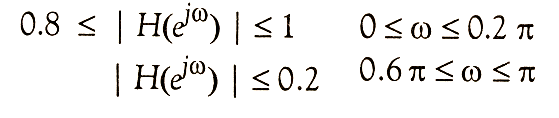 0.8 ≤ | H(e^{jω}) | ≤ 1    0 ≤ ω ≤ 0.2 π
| H(e^{jω}) | ≤ 0.2    0.6 π ≤ ω ≤ π